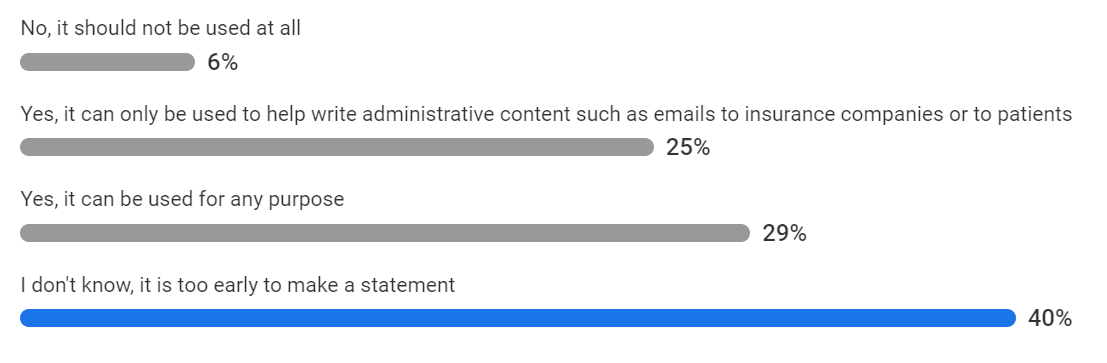 No, it should not be used at all
6%
Yes, it can only be used to help write administrative content such as emails to insurance companies or to patients
25%
Yes, it can be used for any purpose
29%
I don't know, it is too early to make a statement
40%